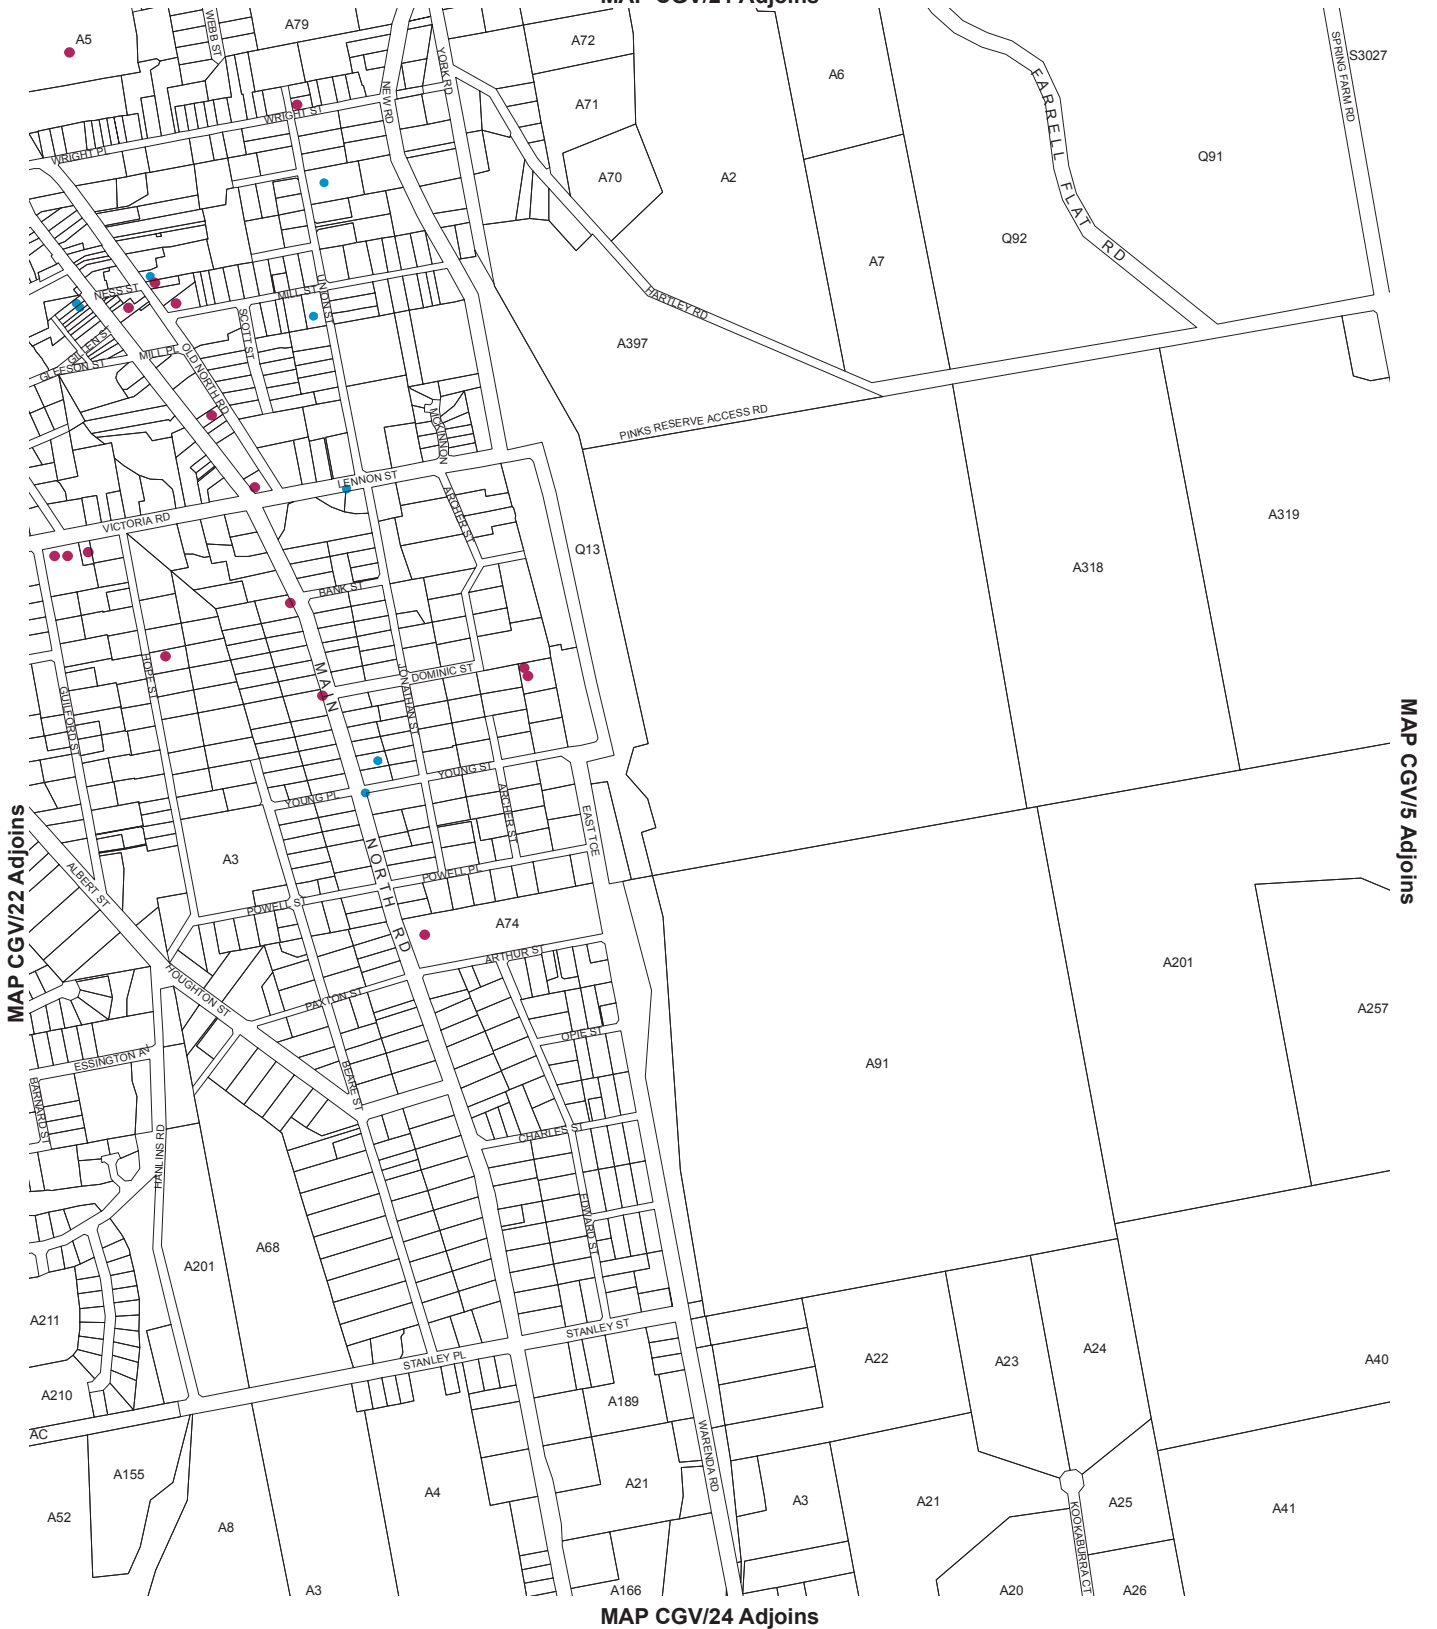 MAP CGV/21 Adjoins
A5
WEBB ST
A79
NEW RD
YORK RD
A72
A71
A70
A6
A2
A7
FARRELL FLAT RD
Q91
Q92
SPRING FARM RD
S3027
WRIGHT ST
WRIGHT PL
NESS ST
MILL ST
UNION ST
SCOTT ST
GILLEN ST
GLEESON ST
MILL PL
OLD NORTH RD
HARTLEY RD
A397
MCKINNON
PINKS RESERVE ACCESS RD
LENNON ST
VICTORIA RD
ARCHER ST
Q13
A318
A319
BANK ST
HOPE ST
GUILFORD ST
MAIN NORTH RD
JONATHAN ST
DOMINIC ST
YOUNG ST
YOUNG PL
ARCHER ST
EAST TCE
MAP CGV/22 Adjoins
MAP CGV/5 Adjoins
A3
ALBERT ST
POWELL PL
POWELL ST
A74
ARTHUR ST
HOUGHTON ST
PAXTON ST
OPIE ST
A201
A257
A91
ESSINGTON AV
BARNARD ST
BEARE ST
HANLINS RD
CHARLES ST
EDWARD ST
A68
A201
A211
A210
STANLEY ST
STANLEY PL
A22
A23
A24
A40
A189
WARENDA RD
AC
A155
A52
A8
A4
A21
A3
A21
A25
A41
KOOKABURRA CT
A3
A166
A20
A26
MAP CGV/24 Adjoins